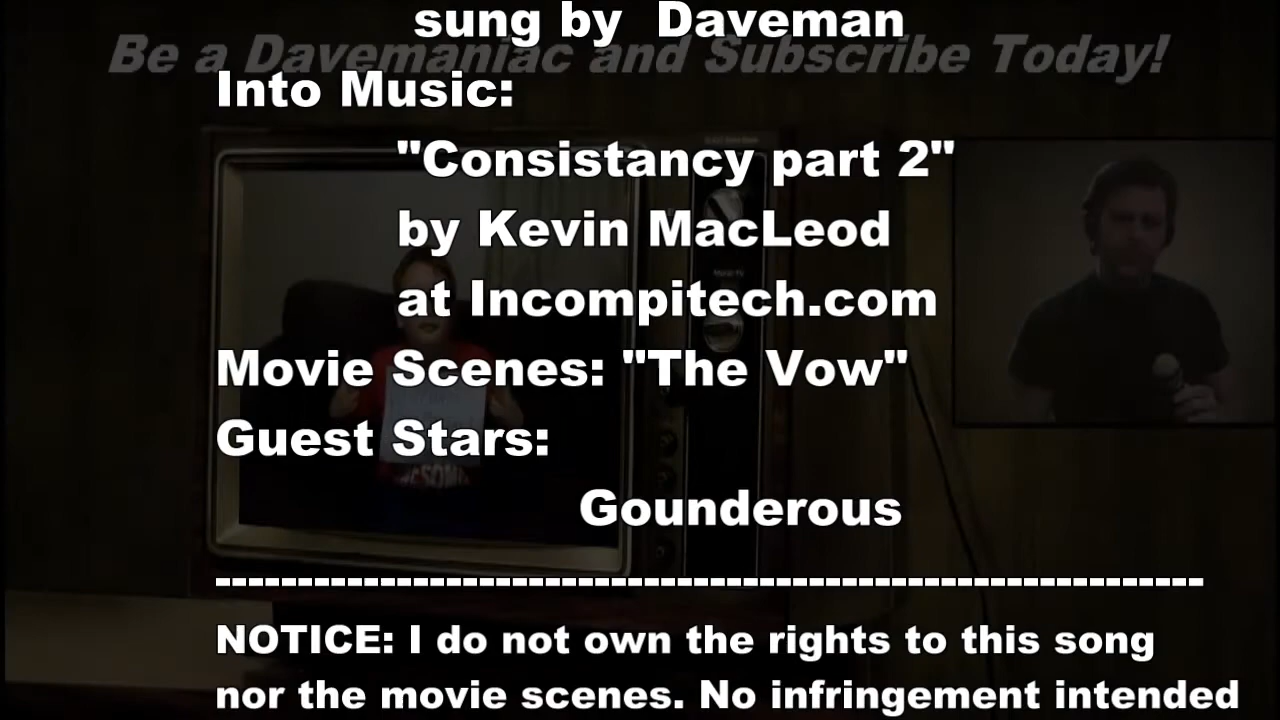 sung by Daveman
Be a Davemaniac and Subscribe Today!
Into Music:
"Consistancy part 2"
by Kevin MacLeod
at Incompitech.com
Movie Scenes: "The Vow"
Guest Stars:
Gounderous
------------------------------------------------------------
NOTICE: I do not own the rights to this song
nor the movie scenes. No infringement intended